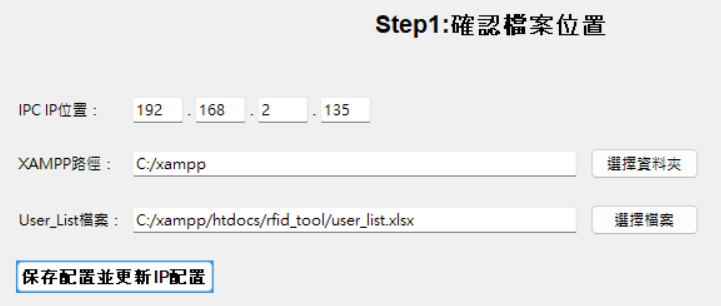 Step1:確認檔案位置
IPC IP位置： 192 . 168 . 2 . 135
XAMPP路徑： C:/xampp 選擇資料夾
User_List檔案： C:/xampp/htdocs/rfid_tool/user_list.xlsx 選擇檔案
保存配置並更新IP配置